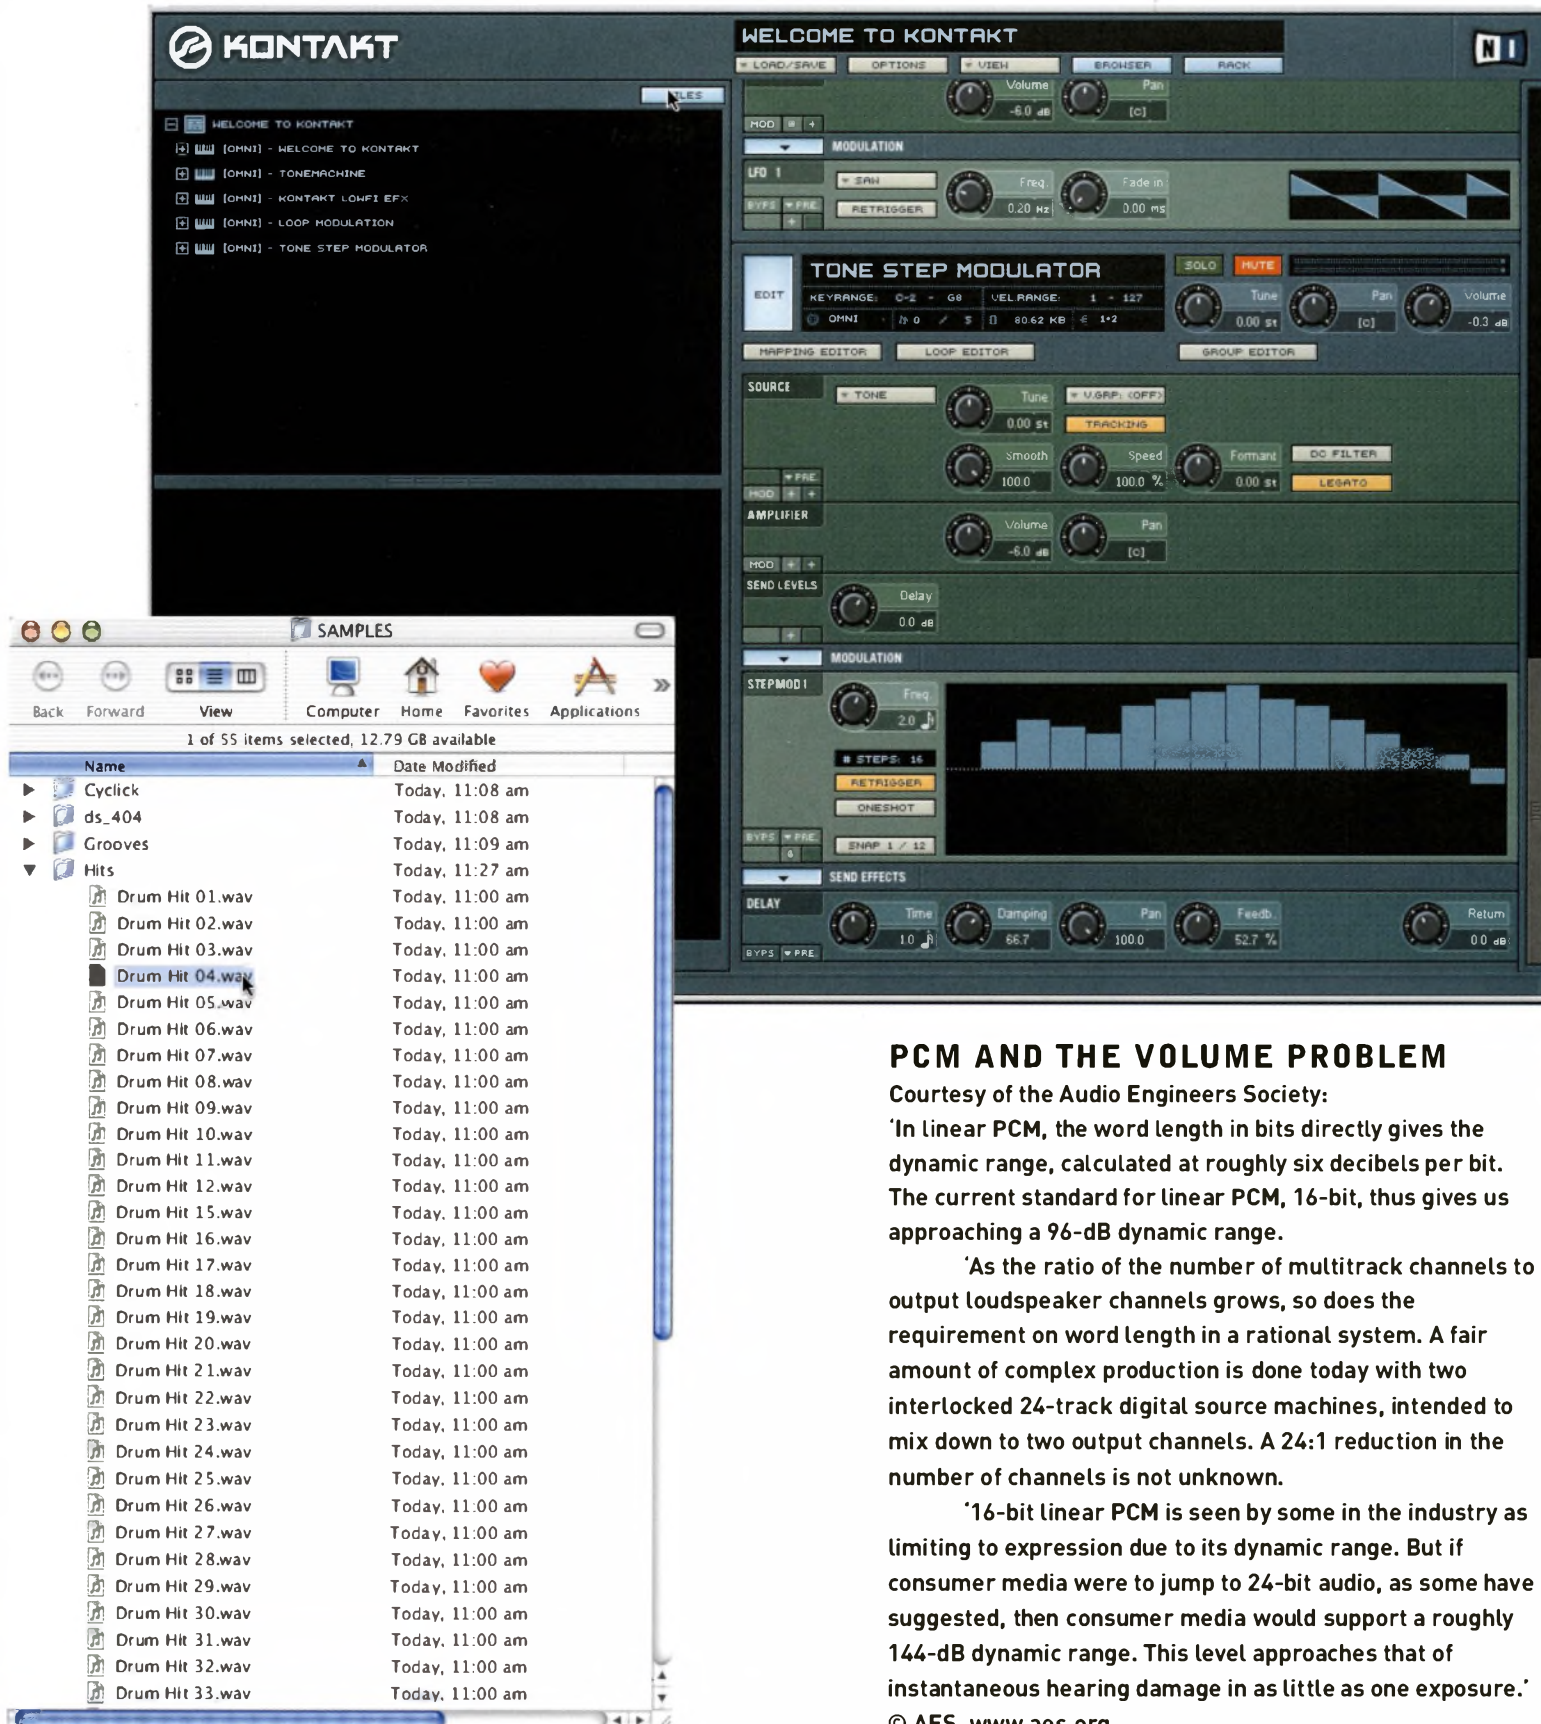 KONTAKT
WELCOME TO KONTAKT
LOAD/SAVE OPTIONS VIEW BROWSER RACK
WELCOME TO KONTAKT
[OMNI] - WELCOME TO KONTAKT
[OMNI] - TONEMACHINE
[OMNI] - KONTAKT LOWFI EFX
[OMNI] - LOOP MODULATION
[OMNI] - TONE STEP MODULATOR
Volume Pan
-6.0 dB [C]
MOD
MODULATION
LFO 1 SAW Freq. Fade in
BYPS PRE RETRIGGER 0.20 Hz 0.00 ms
EDIT TONE STEP MODULATOR SOLO MUTE
KEYRANGE: C-2 - G8 VEL.RANGE: 1 - 127 Tune Pan Volume
OMNI 0 80.62 KB 0.00 st [C] -0.3 dB
MAPPING EDITOR LOOP EDITOR GROUP EDITOR
SOURCE TONE Tune V.GRP: (OFF)
0.00 st TRACKING
Smooth Speed Formant DC FILTER
PRE 100.0 100.0 % 0.00 st LEGATO
MOD
AMPLIFIER Volume Pan
-6.0 dB [C]
MOD
SEND LEVELS Delay
0.0 dB
MODULATION
STEPMOD1 Freq.
2.0
# STEPS: 16
RETRIGGER
ONESHOT
BYPS PRE SNAP 1 / 12
SEND EFFECTS
DELAY Time Damping Pan Feedb. Return
1.0 66.7 100.0 52.7 % 0.0 dB
BYPS PRE
SAMPLES
Back Forward View Computer Home Favorites Applications
1 of 55 items selected, 12.79 GB available
Name Date Modified
Cyclick Today, 11:08 am
ds_404 Today, 11:08 am
Grooves Today, 11:09 am
Hits Today, 11:27 am
Drum Hit 01.wav Today, 11:00 am
Drum Hit 02.wav Today, 11:00 am
Drum Hit 03.wav Today, 11:00 am
Drum Hit 04.wav Today, 11:00 am
Drum Hit 05.wav Today, 11:00 am
Drum Hit 06.wav Today, 11:00 am
Drum Hit 07.wav Today, 11:00 am
Drum Hit 08.wav Today, 11:00 am
Drum Hit 09.wav Today, 11:00 am
Drum Hit 10.wav Today, 11:00 am
Drum Hit 11.wav Today, 11:00 am
Drum Hit 12.wav Today, 11:00 am
Drum Hit 15.wav Today, 11:00 am
Drum Hit 16.wav Today, 11:00 am
Drum Hit 17.wav Today, 11:00 am
Drum Hit 18.wav Today, 11:00 am
Drum Hit 19.wav Today, 11:00 am
Drum Hit 20.wav Today, 11:00 am
Drum Hit 21.wav Today, 11:00 am
Drum Hit 22.wav Today, 11:00 am
Drum Hit 23.wav Today, 11:00 am
Drum Hit 24.wav Today, 11:00 am
Drum Hit 25.wav Today, 11:00 am
Drum Hit 26.wav Today, 11:00 am
Drum Hit 27.wav Today, 11:00 am
Drum Hit 28.wav Today, 11:00 am
Drum Hit 29.wav Today, 11:00 am
Drum Hit 30.wav Today, 11:00 am
Drum Hit 31.wav Today, 11:00 am
Drum Hit 32.wav Today, 11:00 am
Drum Hit 33.wav Today, 11:00 am
PCM AND THE VOLUME PROBLEM
Courtesy of the Audio Engineers Society:
'In linear PCM, the word length in bits directly gives the
dynamic range, calculated at roughly six decibels per bit.
The current standard for linear PCM, 16-bit, thus gives us
approaching a 96-dB dynamic range.
'As the ratio of the number of multitrack channels to
output loudspeaker channels grows, so does the
requirement on word length in a rational system. A fair
amount of complex production is done today with two
interlocked 24-track digital source machines, intended to
mix down to two output channels. A 24:1 reduction in the
number of channels is not unknown.
'16-bit linear PCM is seen by some in the industry as
limiting to expression due to its dynamic range. But if
consumer media were to jump to 24-bit audio, as some have
suggested, then consumer media would support a roughly
144-dB dynamic range. This level approaches that of
instantaneous hearing damage in as little as one exposure.'
© AES, www.aes.org